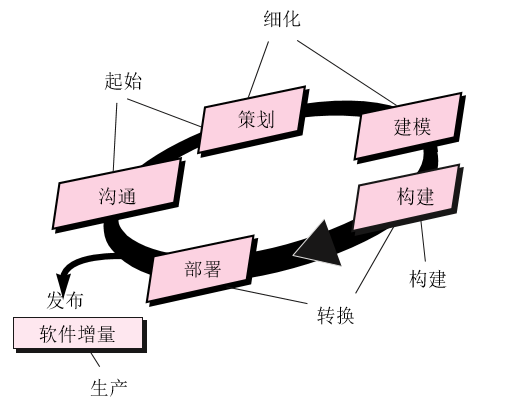 细化
起始
策划
建模
沟通
构建
部署
构建
发布
转换
软件增量
生产